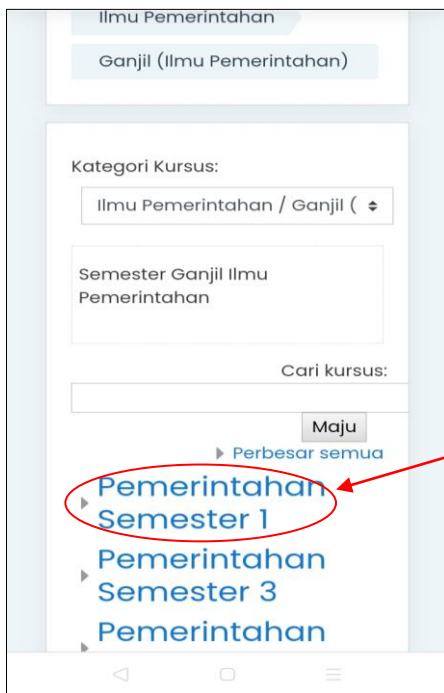 Ilmu Pemerintahan
Ganjil (Ilmu Pemerintahan)
Kategori Kursus:
Ilmu Pemerintahan / Ganjil (
Semester Ganjil Ilmu
Pemerintahan
Cari kursus:
Maju
Perbesar semua
Pemerintahan
Semester 1
Pemerintahan
Semester 3
Pemerintahan